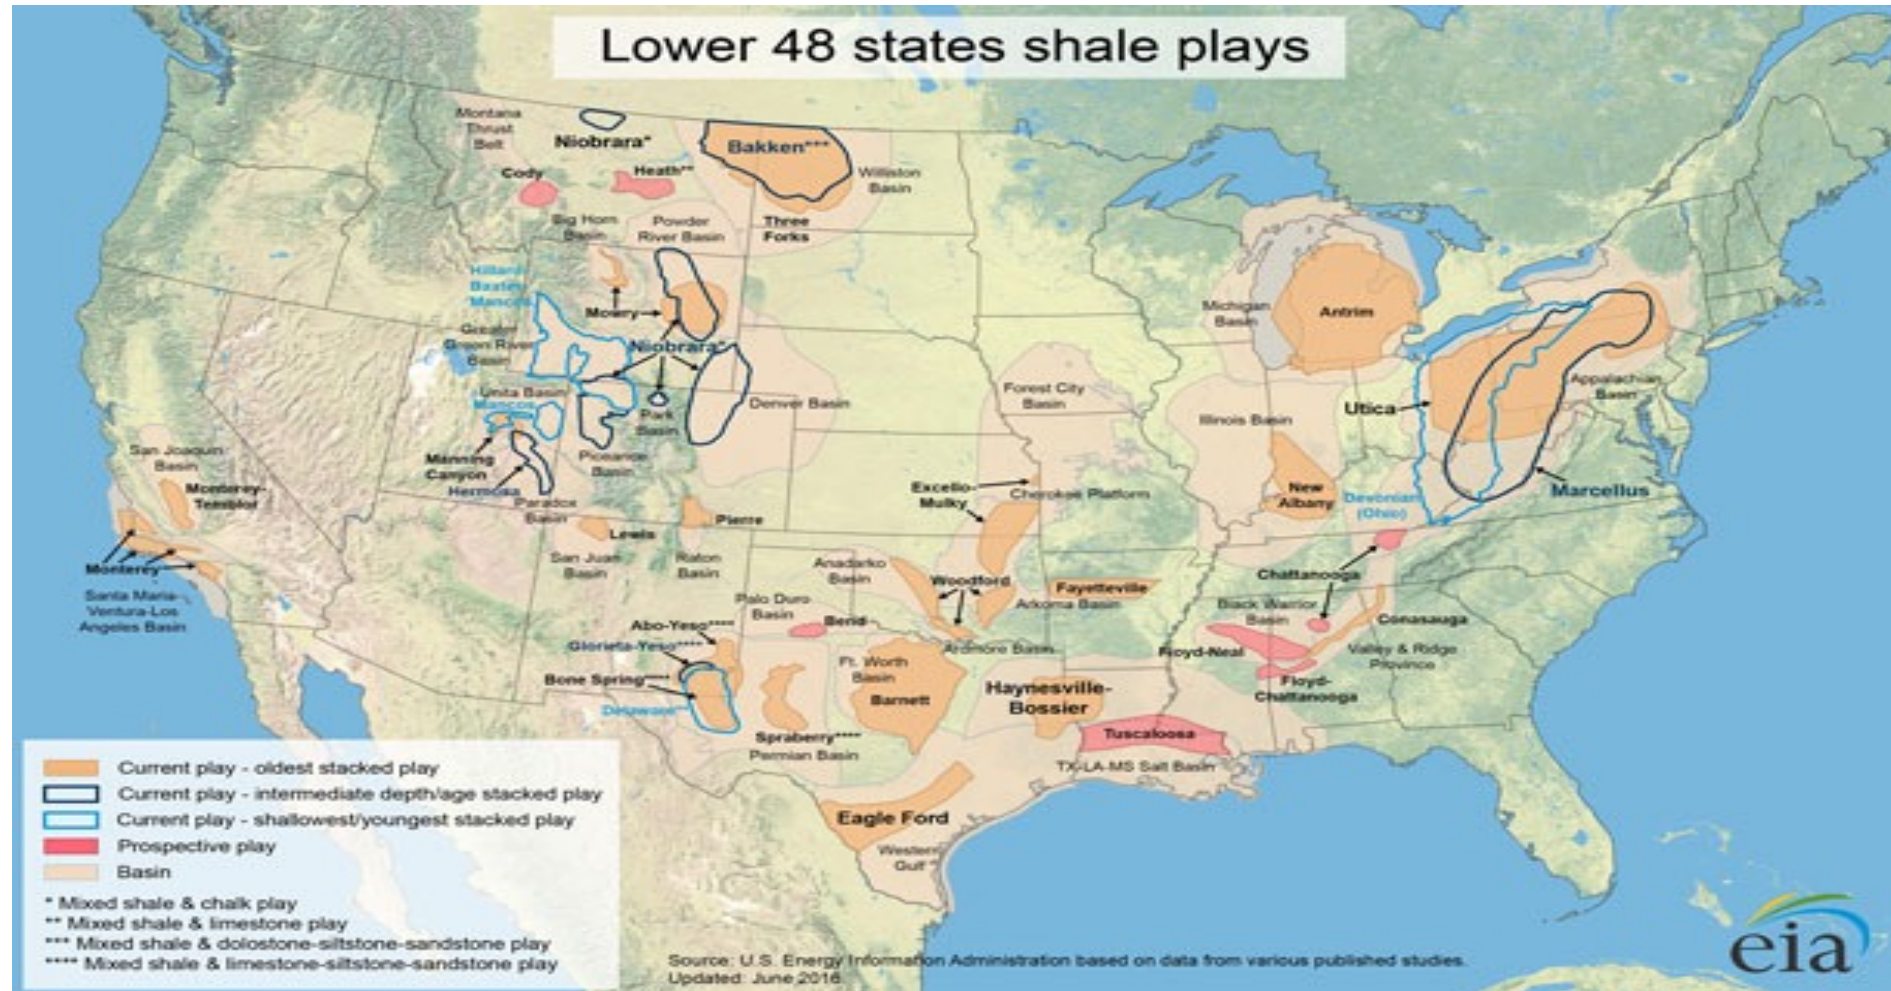 Lower 48 states shale plays
Montana
Thrust
Belt
Niobrara*
Bakken***
Cody
Heath**
Williston
Basin
Big Horn
Basin
Powder
River Basin
Three
Forks
Hilliard-
Baxter-
Mancos
Mowry
Michigan
Basin
Antrim
Greater
Green River
Basin
Niobrara*
Uinta Basin
Mancos
Park
Basin
Denver Basin
Forest City
Basin
Illinois Basin
Utica
Appalachian
Basin
San Joaquin
Basin
Manning
Canyon
Piceance
Basin
Hermosa
Paradox
Basin
Monterey-
Temblor
Excello-
Mulky
Cherokee Platform
New
Albany
Devonian
(Ohio)
Marcellus
Lewis
Pierre
San Juan
Basin
Raton
Basin
Monterey
Santa Maria-
Ventura-Los
Angeles Basin
Anadarko
Basin
Woodford
Fayetteville
Arkoma Basin
Chattanooga
Black Warrior
Basin
Conasauga
Palo Duro
Basin
Bend
Abo-Yeso****
Glorieta-Yeso****
Bone Spring****
Delaware**
Ardmore Basin
Floyd-Neal
Valley & Ridge
Province
Ft. Worth
Basin
Barnett
Haynesville-
Bossier
Floyd-
Chattanooga
Spraberry****
Permian Basin
Tuscaloosa
TX-LA-MS Salt Basin
Eagle Ford
Western
Gulf
Current play - oldest stacked play
Current play - intermediate depth/age stacked play
Current play - shallowest/youngest stacked play
Prospective play
Basin
* Mixed shale & chalk play
** Mixed shale & limestone play
*** Mixed shale & dolostone-siltstone-sandstone play
**** Mixed shale & limestone-siltstone-sandstone play
Source: U.S. Energy Information Administration based on data from various published studies.
Updated: June 2016
eia